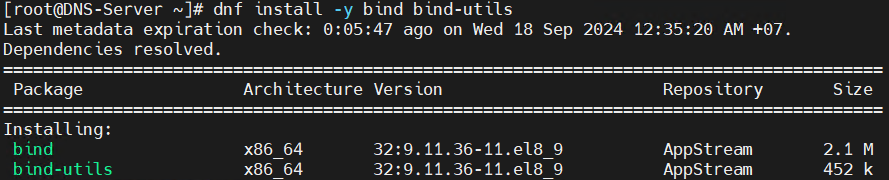 [root@DNS-Server ~]# dnf install -y bind bind-utils
Last metadata expiration check: 0:05:47 ago on Wed 18 Sep 2024 12:35:20 AM +07.
Dependencies resolved.
========================================================================================
Package Architecture Version Repository Size
========================================================================================
Installing:
bind x86_64 32:9.11.36-11.el8_9 AppStream 2.1 M
bind-utils x86_64 32:9.11.36-11.el8_9 AppStream 452 k